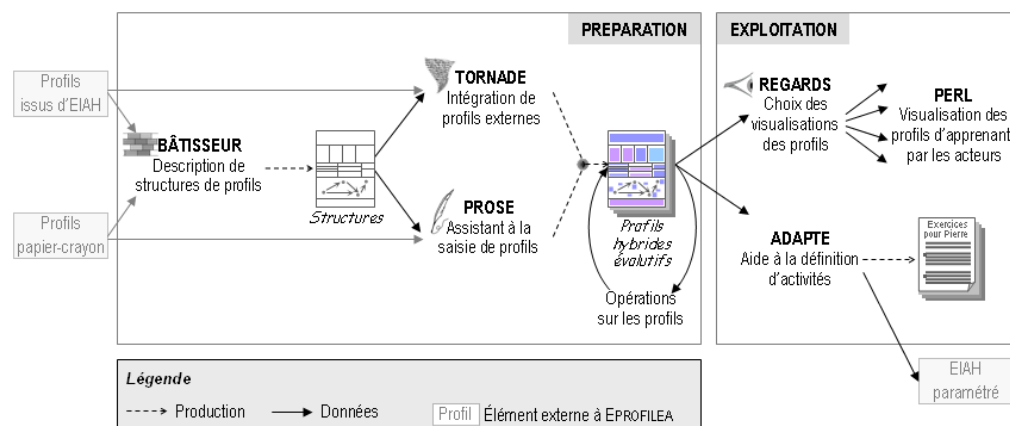 PREPARATION
EXPLOITATION
Profils
issus d'EIAH
BÂTISSEUR
Description de
structures de profils
Profils
papier-crayon
Structures
TORNADE
Intégration de
profils externes
PROSE
Assistant à la
saisie de profils
Profils
hybrides
évalutifs
Opérations
sur les profils
REGARDS
Choix des
visualisations
des profils
PERL
Visualisation des
profils d'apprenant
par les acteurs
ADAPTE
Aide à la définition
d'activités
Exercices
pour Pierre
EIAH
paramétré
Légende
Production
Données
Profil
Élément externe à EPROFILEA